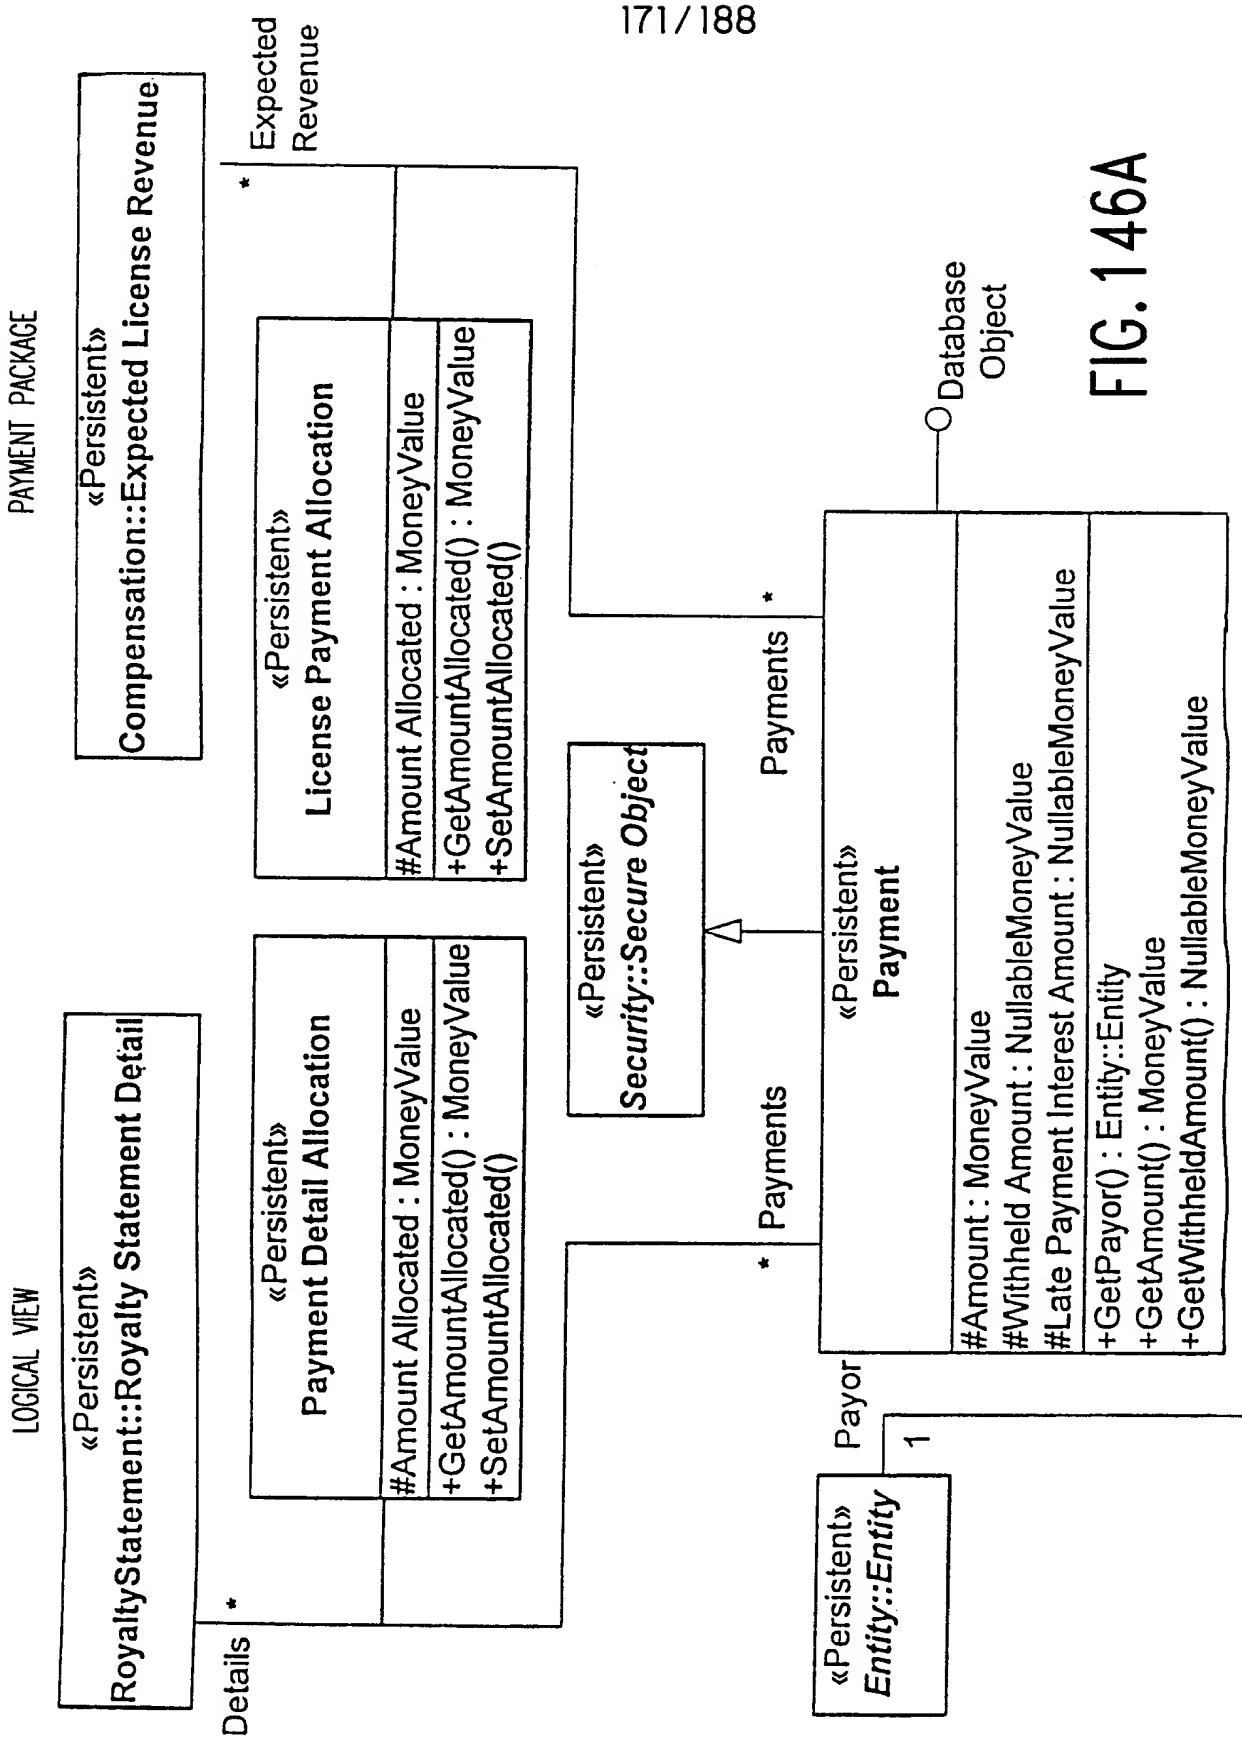 171/188
LOGICAL VIEW
PAYMENT PACKAGE
«Persistent»
RoyaltyStatement::Royalty Statement Detail
«Persistent»
Compensation::Expected License Revenue
Details
*
*
Expected
Revenue
«Persistent»
Payment Detail Allocation
#Amount Allocated : MoneyValue
+GetAmountAllocated() : MoneyValue
+SetAmountAllocated()
«Persistent»
License Payment Allocation
#Amount Allocated : MoneyValue
+GetAmountAllocated() : MoneyValue
+SetAmountAllocated()
«Persistent»
Security::Secure Object
*
Payments
Payments
*
«Persistent»
Entity::Entity
Payor
1
«Persistent»
Payment
#Amount : MoneyValue
#Withheld Amount : NullableMoneyValue
#Late Payment Interest Amount : NullableMoneyValue
+GetPayor() : Entity::Entity
+GetAmount() : MoneyValue
+GetWithheldAmount() : NullableMoneyValue
Database
Object
FIG. 146A